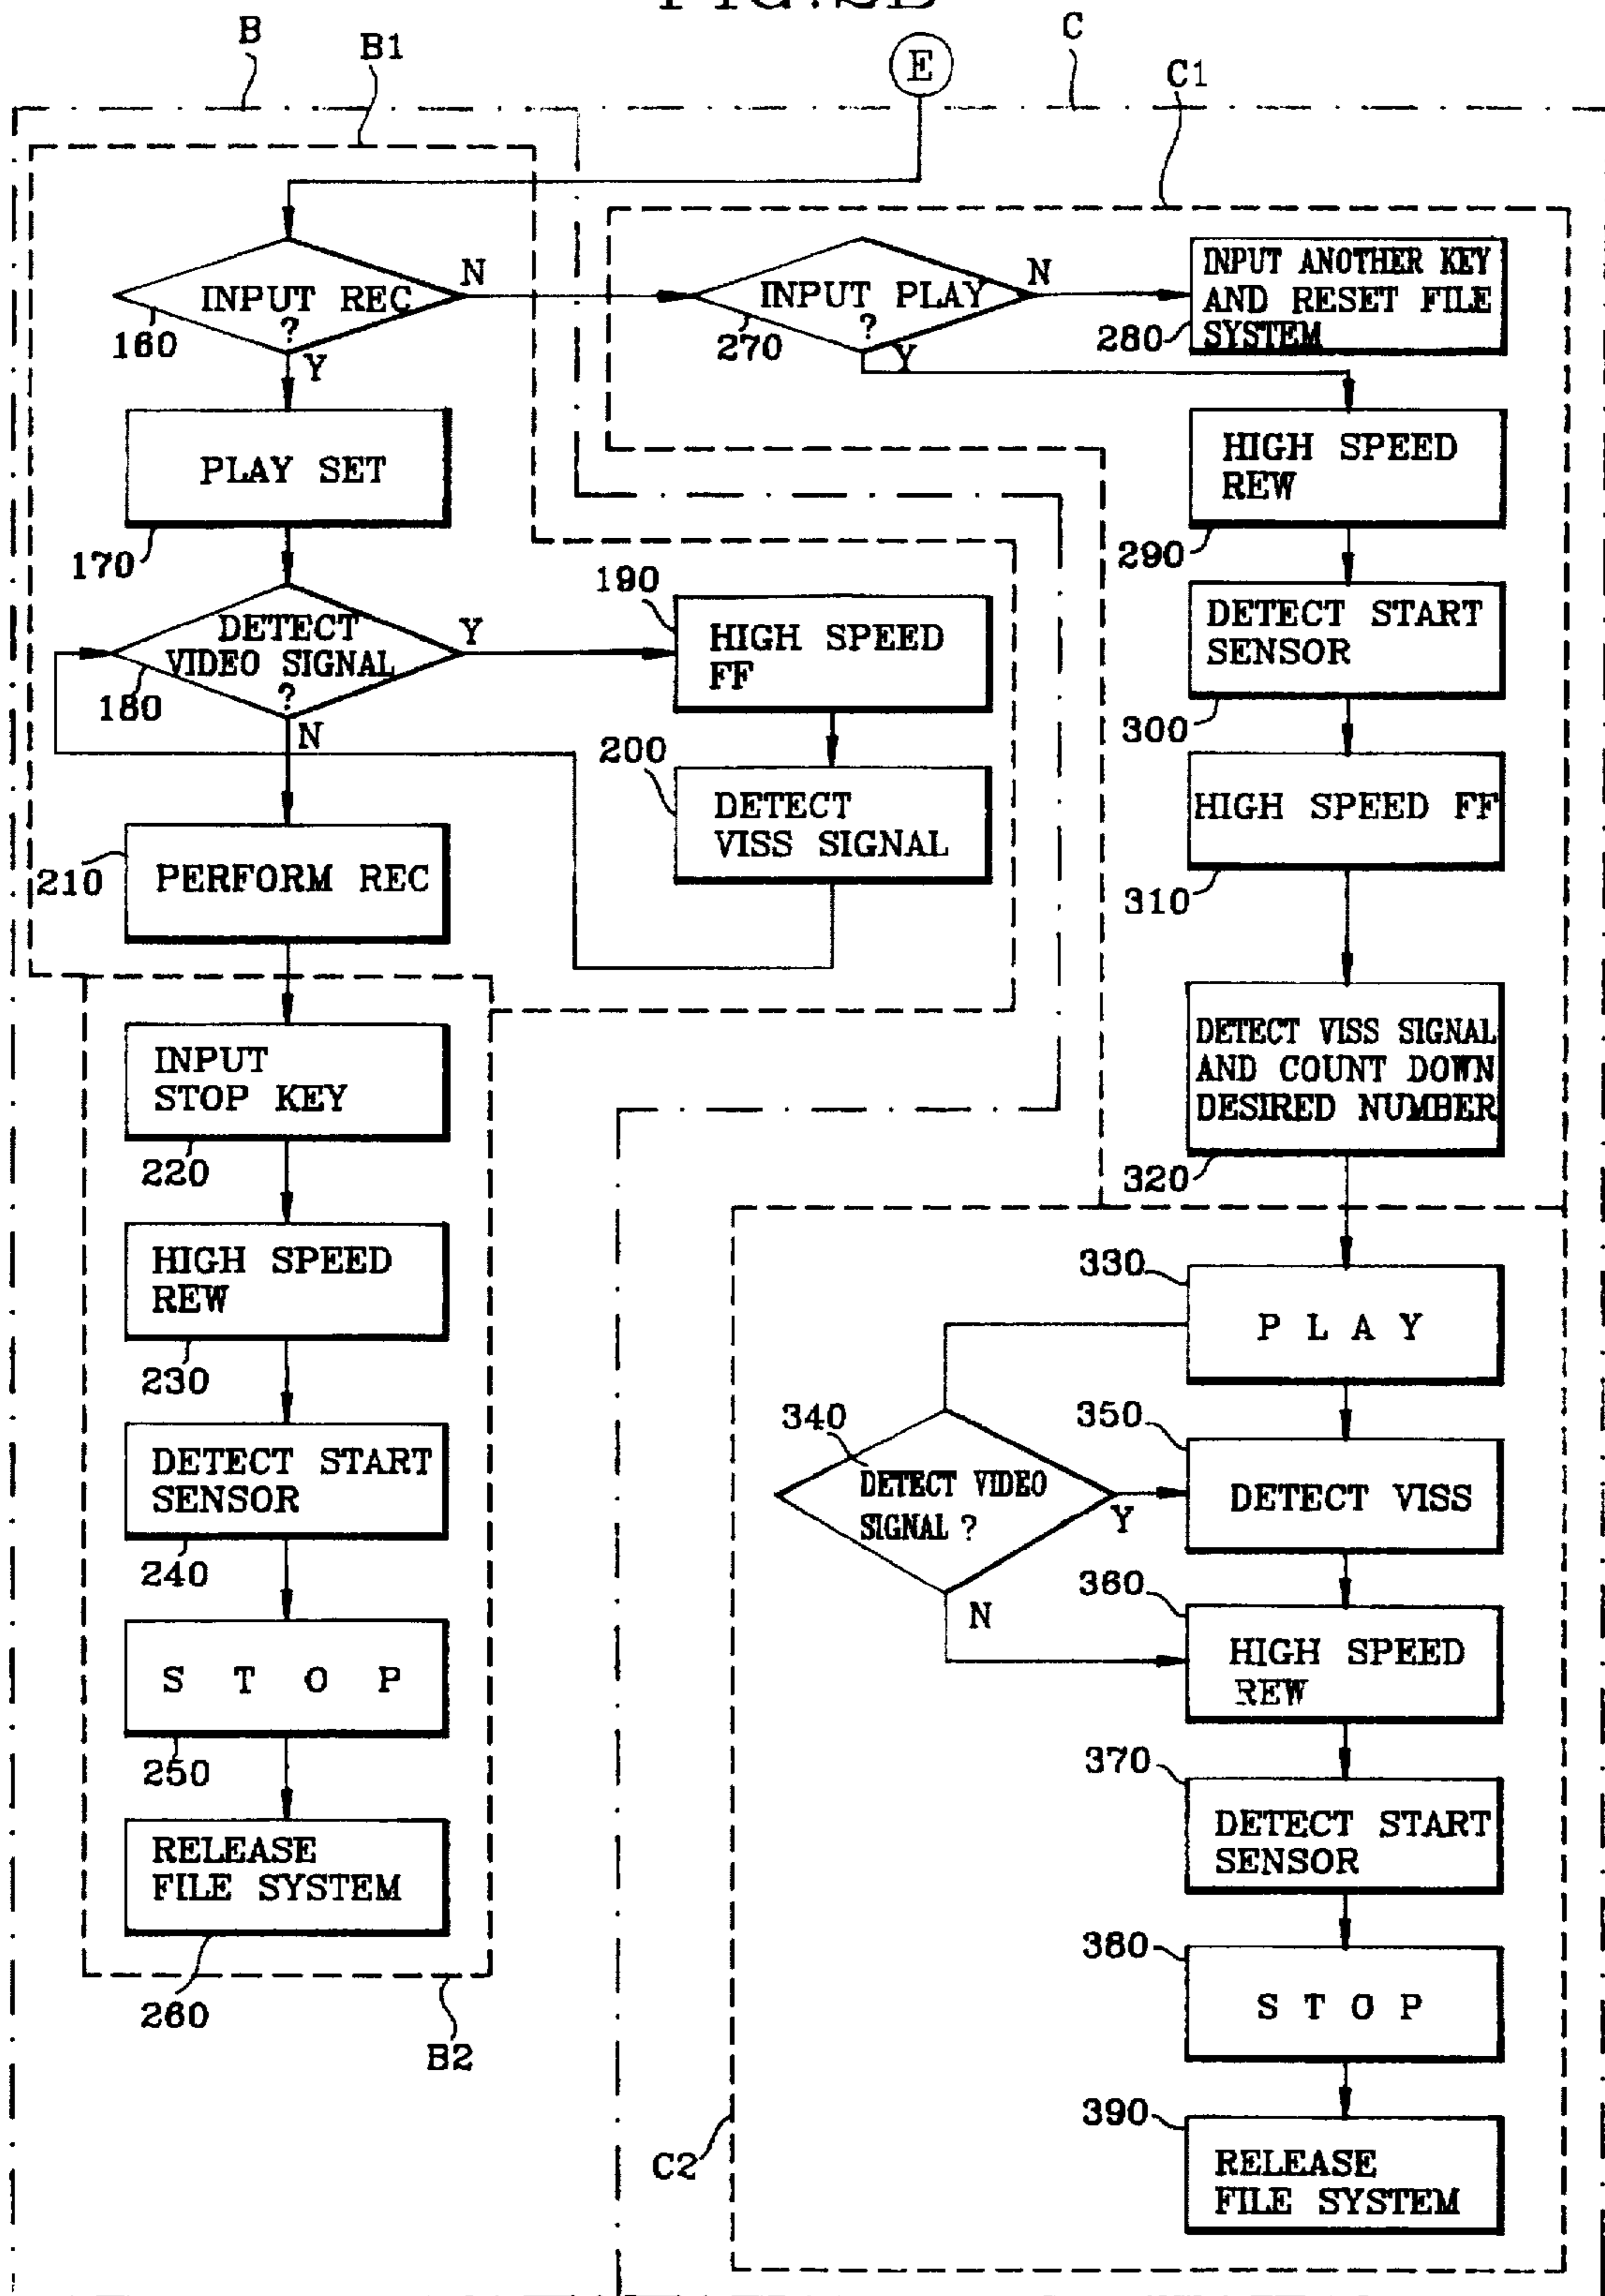 FIG.2B
B
B1
E
C
C1
INPUT REC
?
160
N
Y
INPUT PLAY
?
270
N
Y
INPUT ANOTHER KEY
AND RESET FILE
SYSTEM
280
PLAY SET
170
HIGH SPEED
REW
290
DETECT
VIDEO SIGNAL
?
180
Y
N
190
HIGH SPEED
FF
DETECT START
SENSOR
300
200
DETECT
VISS SIGNAL
HIGH SPEED FF
310
210
PERFORM REC
INPUT
STOP KEY
220
DETECT VISS SIGNAL
AND COUNT DOWN
DESIRED NUMBER
320
HIGH SPEED
REW
230
330
P L A Y
DETECT START
SENSOR
240
340
DETECT VIDEO
SIGNAL ?
Y
N
350
DETECT VISS
S T O P
250
360
HIGH SPEED
REW
RELEASE
FILE SYSTEM
260
B2
370
DETECT START
SENSOR
380
S T O P
390
RELEASE
FILE SYSTEM
C2